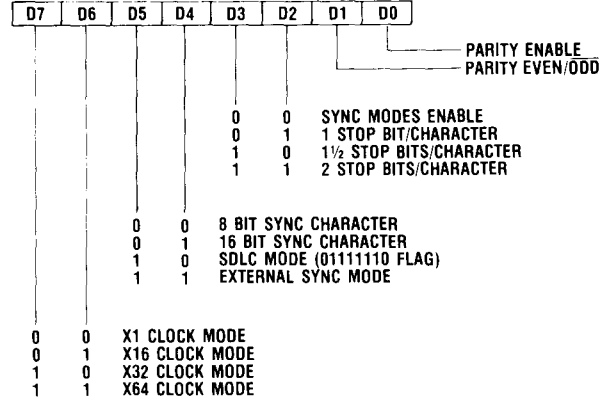 D7 D6 D5 D4 D3 D2 D1 D0
PARITY ENABLE
PARITY EVEN/ODD
0 0 SYNC MODES ENABLE
0 1 1 STOP BIT/CHARACTER
1 0 1½ STOP BITS/CHARACTER
1 1 2 STOP BITS/CHARACTER
0 0 8 BIT SYNC CHARACTER
0 1 16 BIT SYNC CHARACTER
1 0 SDLC MODE (01111110 FLAG)
1 1 EXTERNAL SYNC MODE
0 0 X1 CLOCK MODE
0 1 X16 CLOCK MODE
1 0 X32 CLOCK MODE
1 1 X64 CLOCK MODE